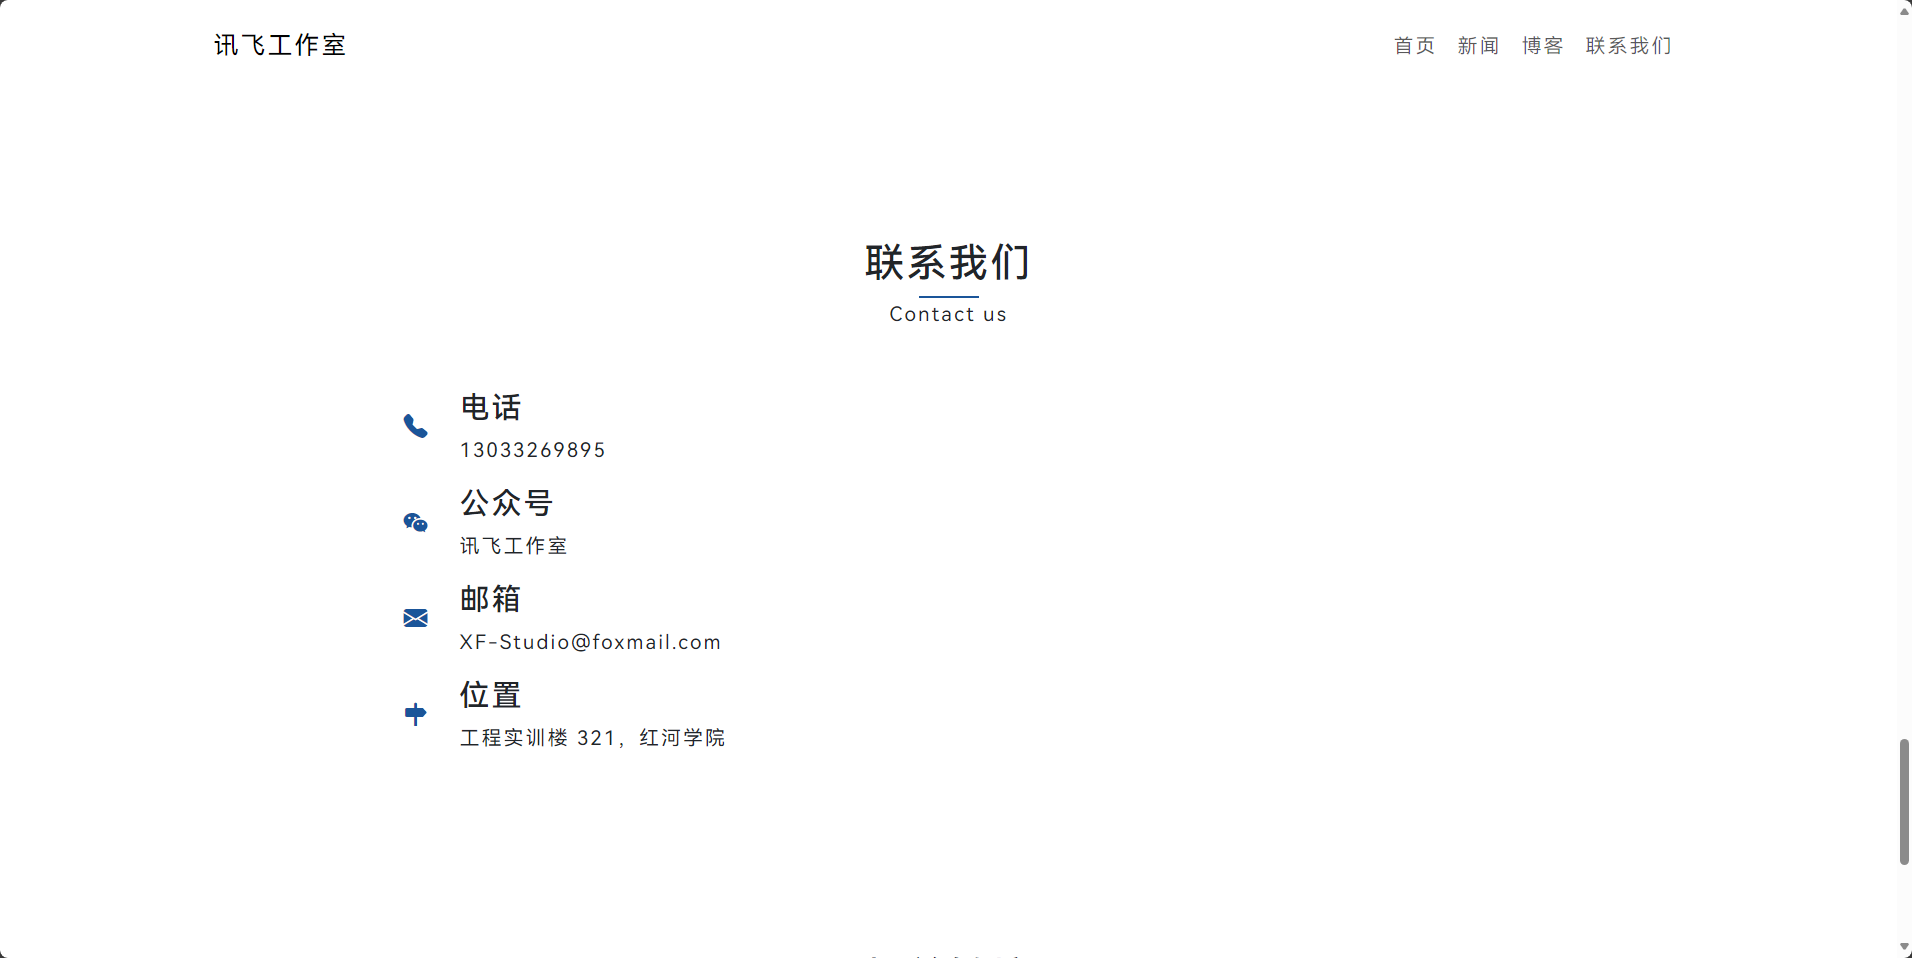 讯飞工作室
首页 新闻 博客 联系我们
联系我们
Contact us
电话
13033269895
公众号
讯飞工作室
邮箱
XF-Studio@foxmail.com
位置
工程实训楼 321，红河学院